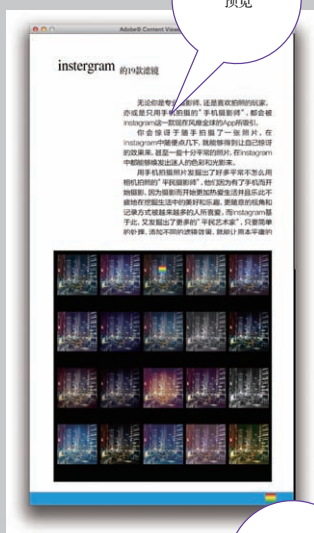 预览
Adobe® Content Viewer
instergram 的19款滤镜
无论你是专业摄影师,还是喜欢拍照的玩家,
亦或是只用手机拍摄的“手机摄影师”,都会被
Instagram这一款现在风靡全球的App所吸引。
你会惊讶于随手拍摄了一张照片,在
Instagram中随便点几下,就能够得到让自己惊讶
的效果来,甚至一些十分平常的照片,在Instagram
中都能够焕发出迷人的色彩和光影来。
用手机拍摄照片发掘出了好多平常不怎么用
相机拍照的“平民摄影师”,他们因为有了手机而开
始摄影,因为摄影而开始更加热爱生活并且乐此不
疲地在挖掘生活中的美好和乐趣,更随意的视角和
记录方式被越来越多的人所喜爱,而Instagram基
于此,又发掘出了更多的“平民艺术家”,只要简单
的处理,添加不同的滤镜效果,就能让原本平庸的